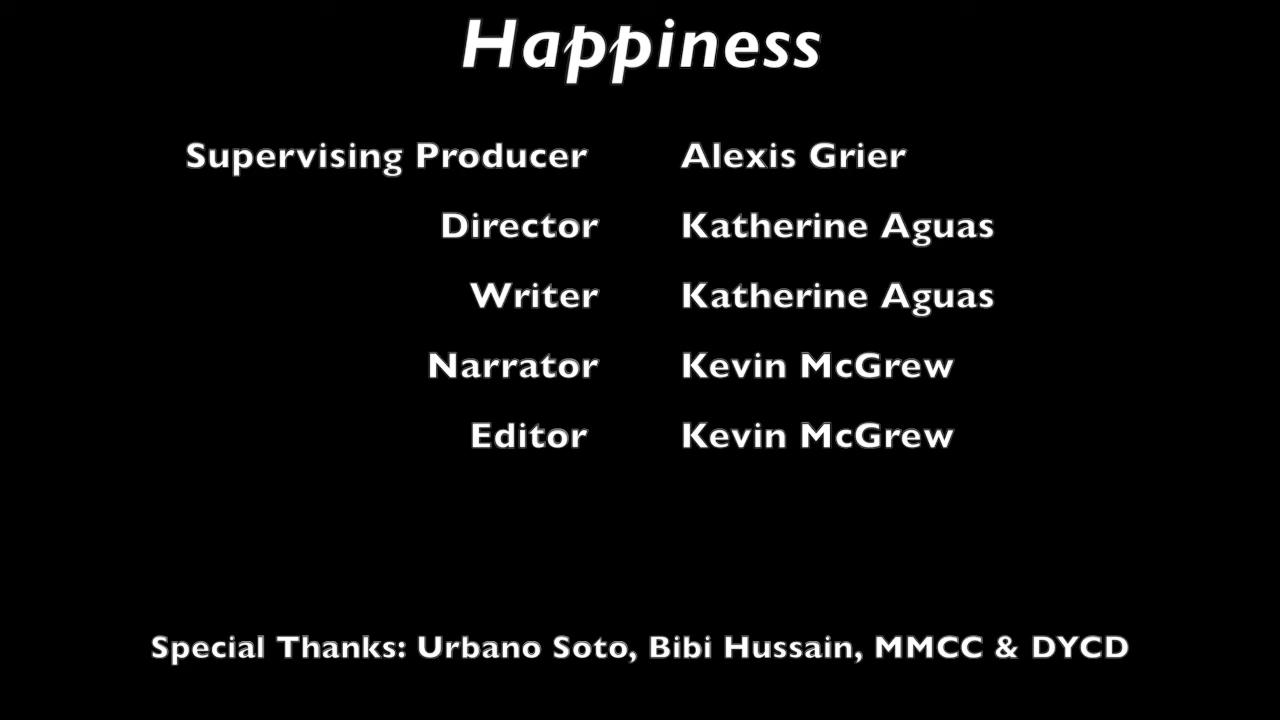 Happiness
Supervising Producer Alexis Grier
Director Katherine Aguas
Writer Katherine Aguas
Narrator Kevin McGrew
Editor Kevin McGrew
Special Thanks: Urbano Soto, Bibi Hussain, MMCC & DYCD